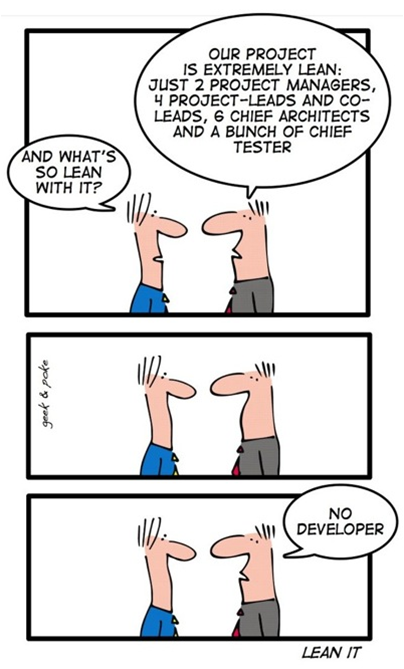 OUR PROJECT
IS EXTREMELY LEAN:
JUST 2 PROJECT MANAGERS,
4 PROJECT-LEADS AND CO-
LEADS, 6 CHIEF ARCHITECTS
AND A BUNCH OF CHIEF
TESTER
AND WHAT'S
SO LEAN
WITH IT?
geek & poke
NO
DEVELOPER
LEAN IT